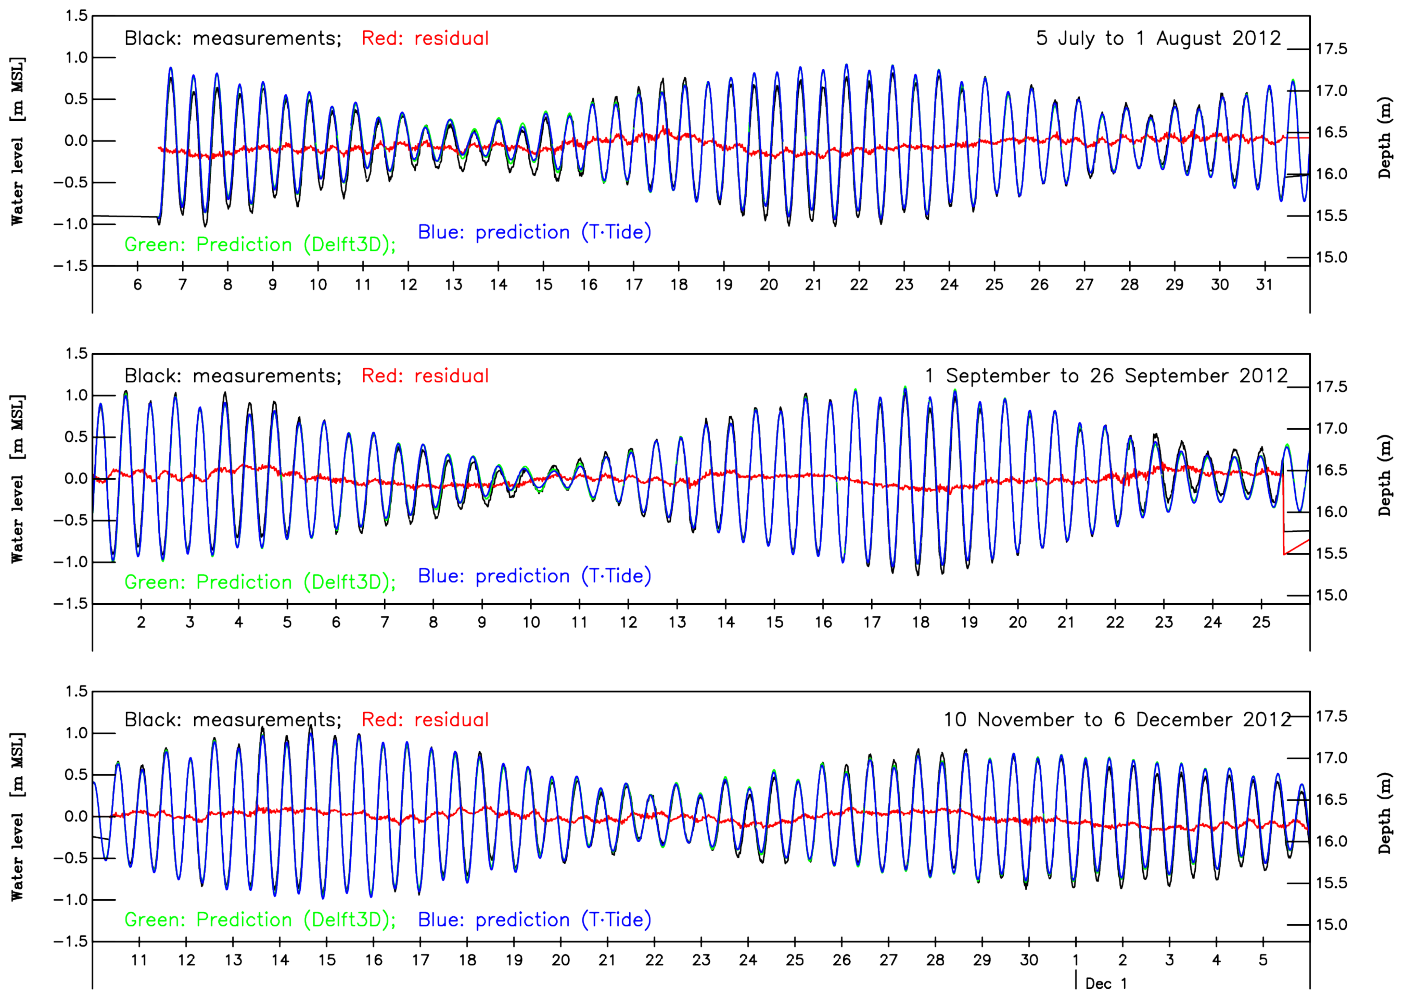 1.5
Black: measurements; Red: residual 5 July to 1 August 2012
17.5
1.0
17.0
0.5
16.5
0.0
16.0
−0.5
15.5
−1.0
Green: Prediction (Delft3D); Blue: prediction (T·Tide)
15.0
−1.5
Water level [m MSL]
Depth (m)
6 7 8 9 10 11 12 13 14 15 16 17 18 19 20 21 22 23 24 25 26 27 28 29 30 31
1.5
Black: measurements; Red: residual 1 September to 26 September 2012
17.5
1.0
17.0
0.5
16.5
0.0
16.0
−0.5
15.5
−1.0
Green: Prediction (Delft3D); Blue: prediction (T·Tide)
15.0
−1.5
Water level [m MSL]
Depth (m)
2 3 4 5 6 7 8 9 10 11 12 13 14 15 16 17 18 19 20 21 22 23 24 25
1.5
Black: measurements; Red: residual 10 November to 6 December 2012
17.5
1.0
17.0
0.5
16.5
0.0
16.0
−0.5
15.5
−1.0
Green: Prediction (Delft3D); Blue: prediction (T·Tide)
15.0
−1.5
Water level [m MSL]
Depth (m)
11 12 13 14 15 16 17 18 19 20 21 22 23 24 25 26 27 28 29 30 1 2 3 4 5
Dec 1